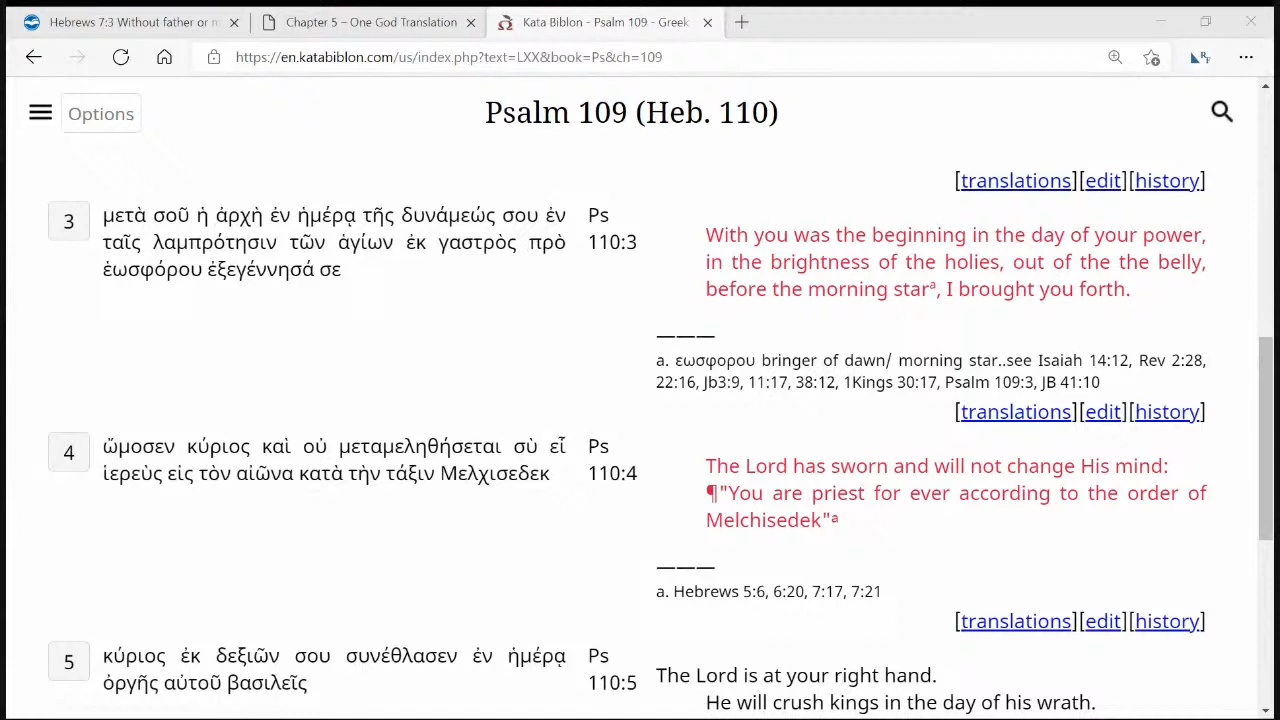 Hebrews 7:3 Without father or m
Chapter 5 – One God Translation
Kata Biblon - Psalm 109 - Greek
https://en.katabiblon.com/us/index.php?text=LXX&book=Ps&ch=109
Options
Psalm 109 (Heb. 110)
[translations][edit][history]
3
μετὰ σοῦ ἡ ἀρχὴ ἐν ἡμέρᾳ τῆς δυνάμεώς σου ἐν
ταῖς λαμπρότησιν τῶν ἁγίων ἐκ γαστρὸς πρὸ
ἑωσφόρου ἐξεγέννησά σε
Ps
110:3
With you was the beginning in the day of your power,
in the brightness of the holies, out of the the belly,
before the morning starᵃ, I brought you forth.
———
a. εωσφορου bringer of dawn/ morning star..see Isaiah 14:12, Rev 2:28,
22:16, Jb3:9, 11:17, 38:12, 1Kings 30:17, Psalm 109:3, JB 41:10
[translations][edit][history]
4
ὤμοσεν κύριος καὶ οὐ μεταμεληθήσεται σὺ εἶ
ἱερεὺς εἰς τὸν αἰῶνα κατὰ τὴν τάξιν Μελχισεδεκ
Ps
110:4
The Lord has sworn and will not change His mind:
¶"You are priest for ever according to the order of
Melchisedek"ᵃ
———
a. Hebrews 5:6, 6:20, 7:17, 7:21
[translations][edit][history]
5
κύριος ἐκ δεξιῶν σου συνέθλασεν ἐν ἡμέρᾳ
ὀργῆς αὐτοῦ βασιλεῖς
Ps
110:5
The Lord is at your right hand.
He will crush kings in the day of his wrath.